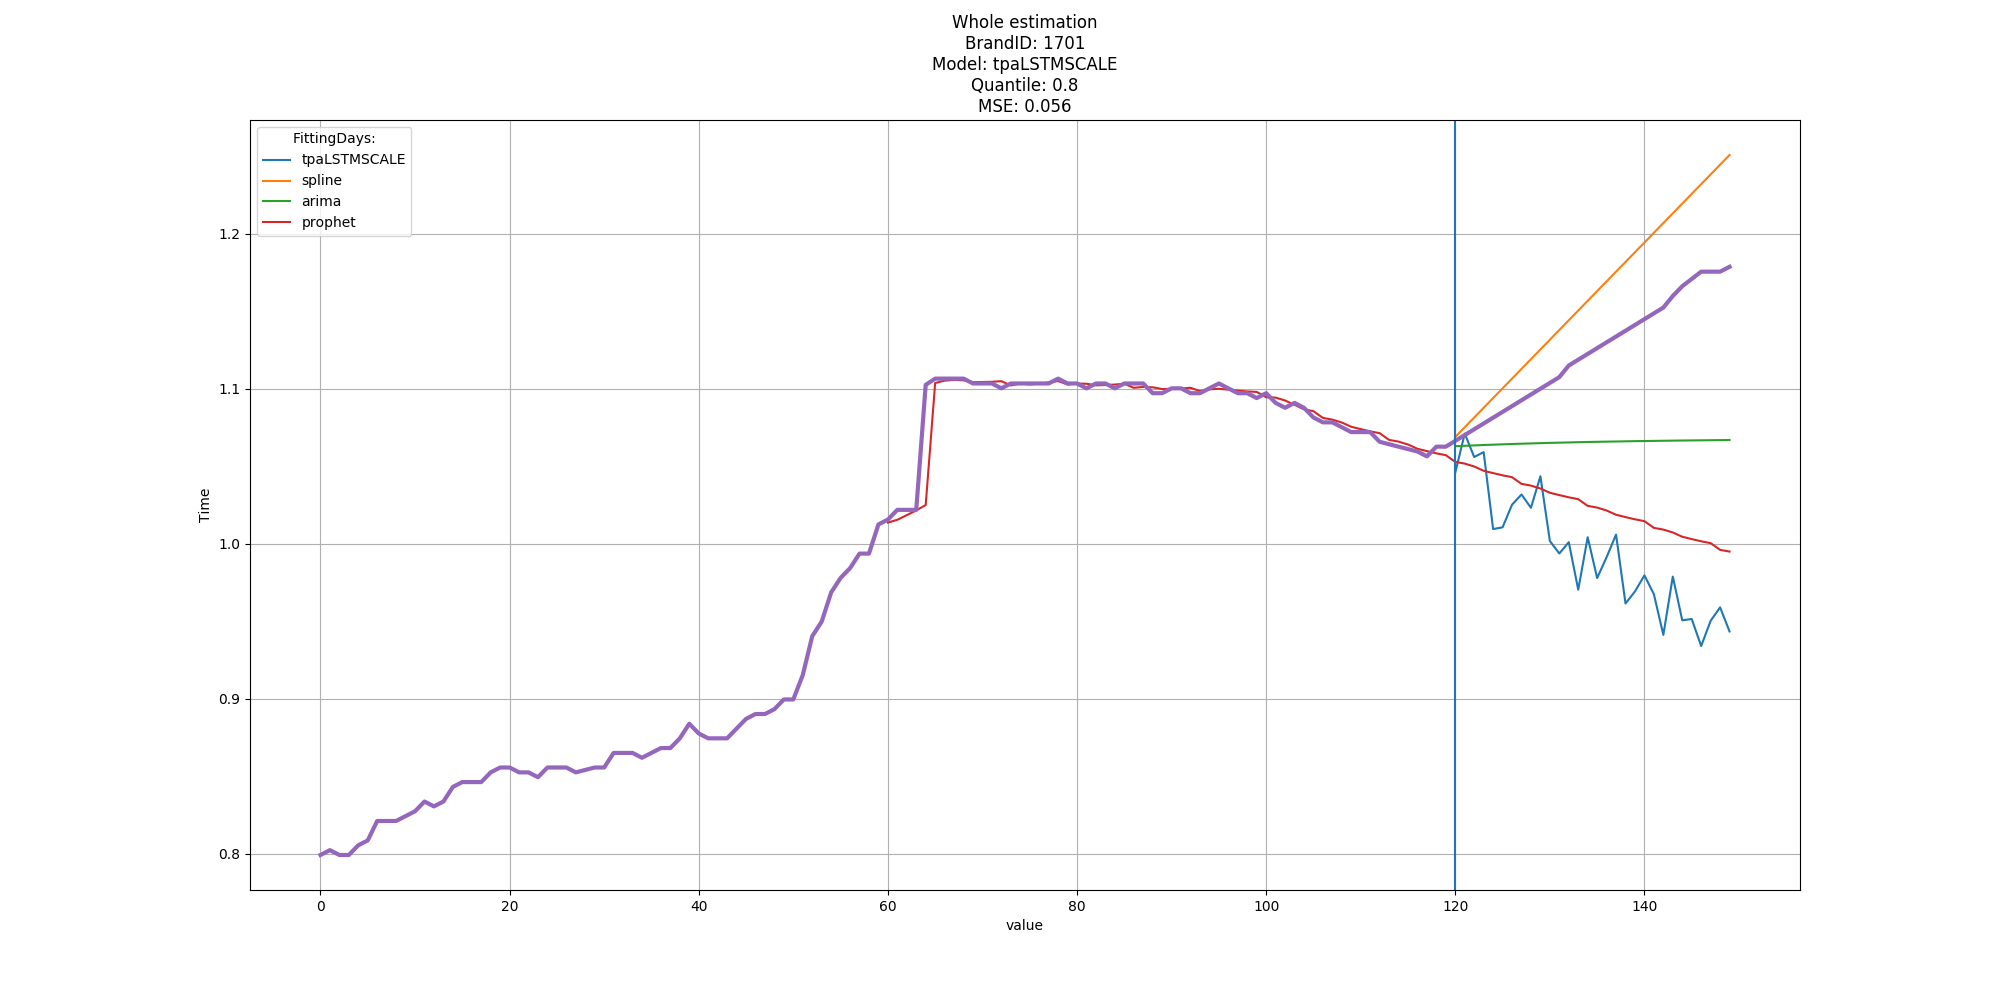 Whole estimation
BrandID: 1701
Model: tpaLSTMSCALE
Quantile: 0.8
MSE: 0.056
FittingDays:
tpaLSTMSCALE
spline
arima
prophet
Time
1.2
1.1
1.0
0.9
0.8
0 20 40 60 80 100 120 140
value